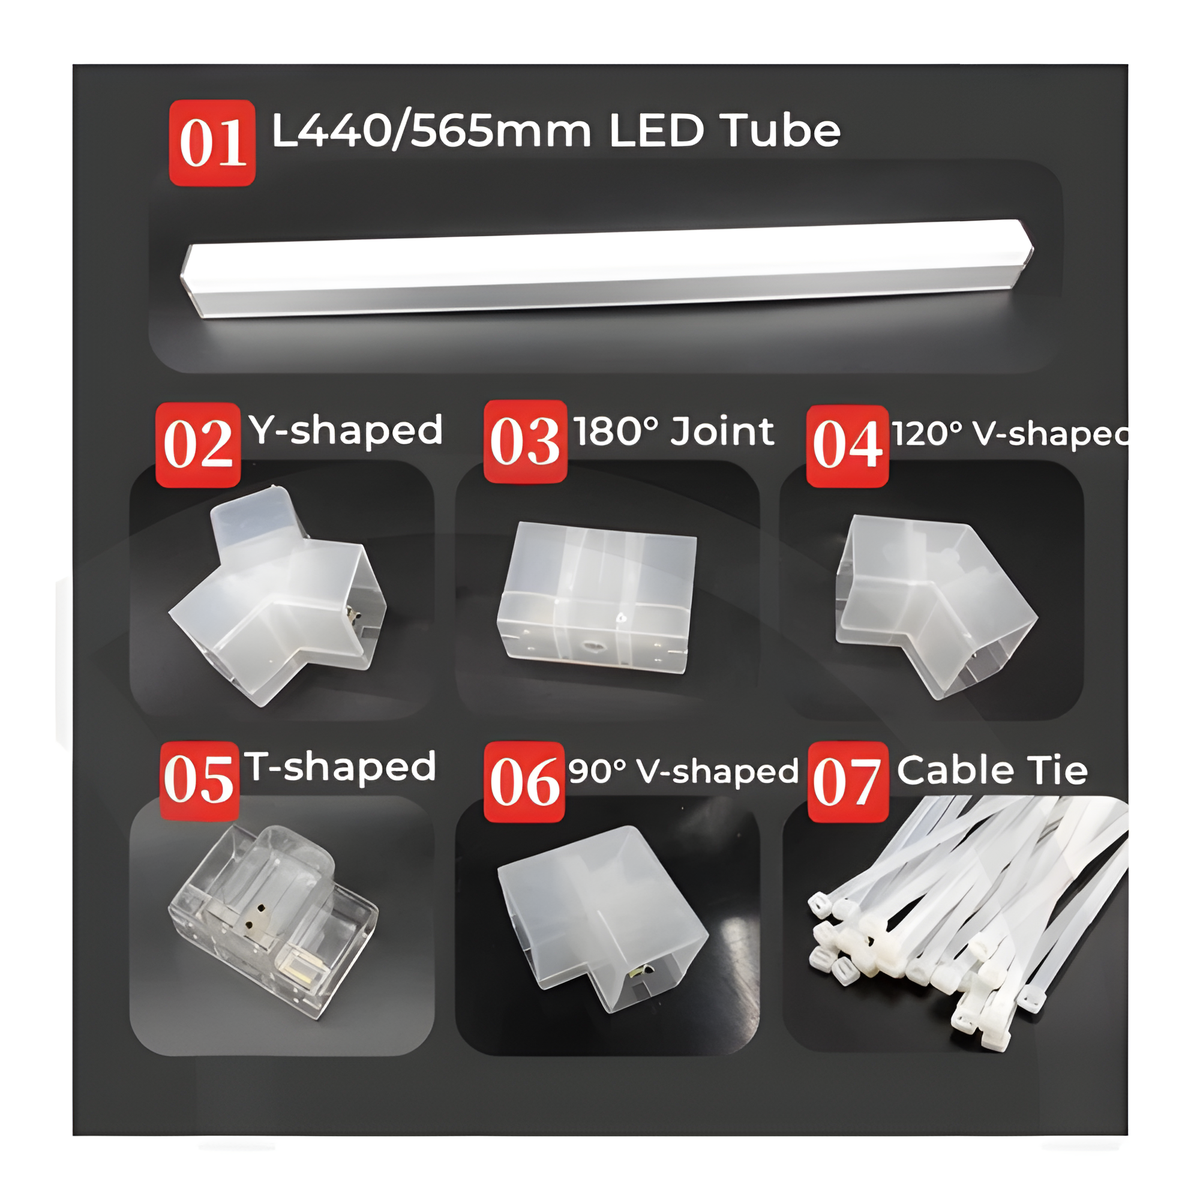 01 L440/565mm LED Tube
02 Y-shaped 03 180° Joint 04 120° V-shaped
05 T-shaped 06 90° V-shaped 07 Cable Tie